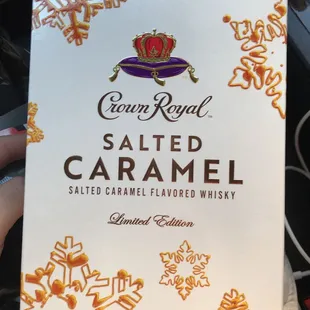 Crown Royal
SALTED
CARAMEL
SALTED CARAMEL FLAVORED WHISKY
Limited Edition